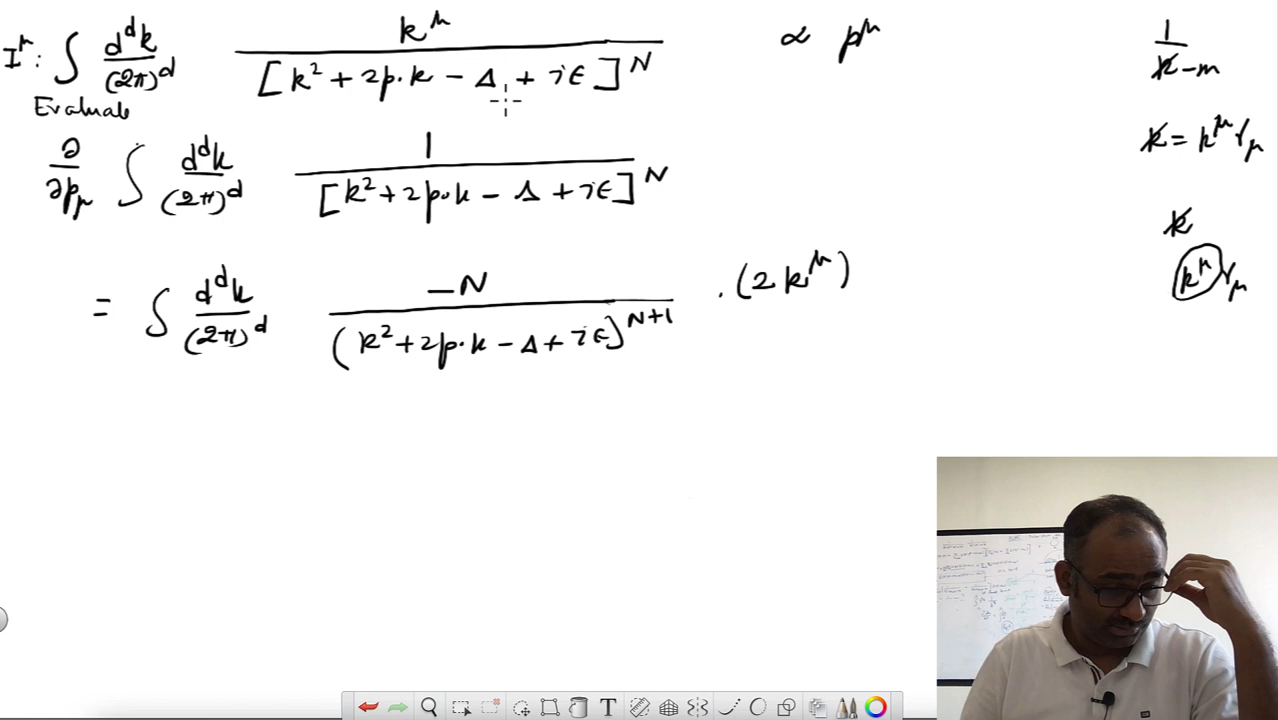 I^μ : ∫ d^dk/(2π)^d k^μ/[k² + 2p·k − Δ + iϵ]^N ∝ p^μ
Evaluate
∂/∂p_μ ∫ d^dk/(2π)^d 1/[k² + 2p·k − Δ + iϵ]^N
= ∫ d^dk/(2π)^d −N/(k² + 2p·k − Δ + iϵ)^{N+1} · (2k^μ)
1/(k̸ − m)
k̸ = k^μ γ_μ
k̸
k^μ γ_μ
T